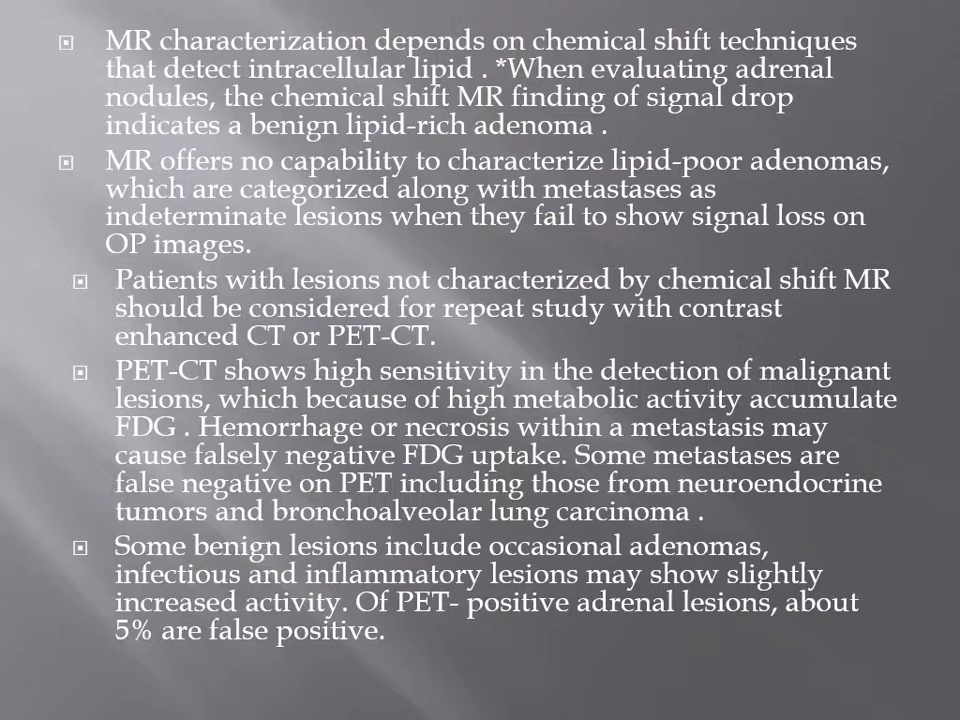 MR characterization depends on chemical shift techniques
that detect intracellular lipid . *When evaluating adrenal
nodules, the chemical shift MR finding of signal drop
indicates a benign lipid-rich adenoma .
MR offers no capability to characterize lipid-poor adenomas,
which are categorized along with metastases as
indeterminate lesions when they fail to show signal loss on
OP images.
Patients with lesions not characterized by chemical shift MR
should be considered for repeat study with contrast
enhanced CT or PET-CT.
PET-CT shows high sensitivity in the detection of malignant
lesions, which because of high metabolic activity accumulate
FDG . Hemorrhage or necrosis within a metastasis may
cause falsely negative FDG uptake. Some metastases are
false negative on PET including those from neuroendocrine
tumors and bronchoalveolar lung carcinoma .
Some benign lesions include occasional adenomas,
infectious and inflammatory lesions may show slightly
increased activity. Of PET- positive adrenal lesions, about
5% are false positive.